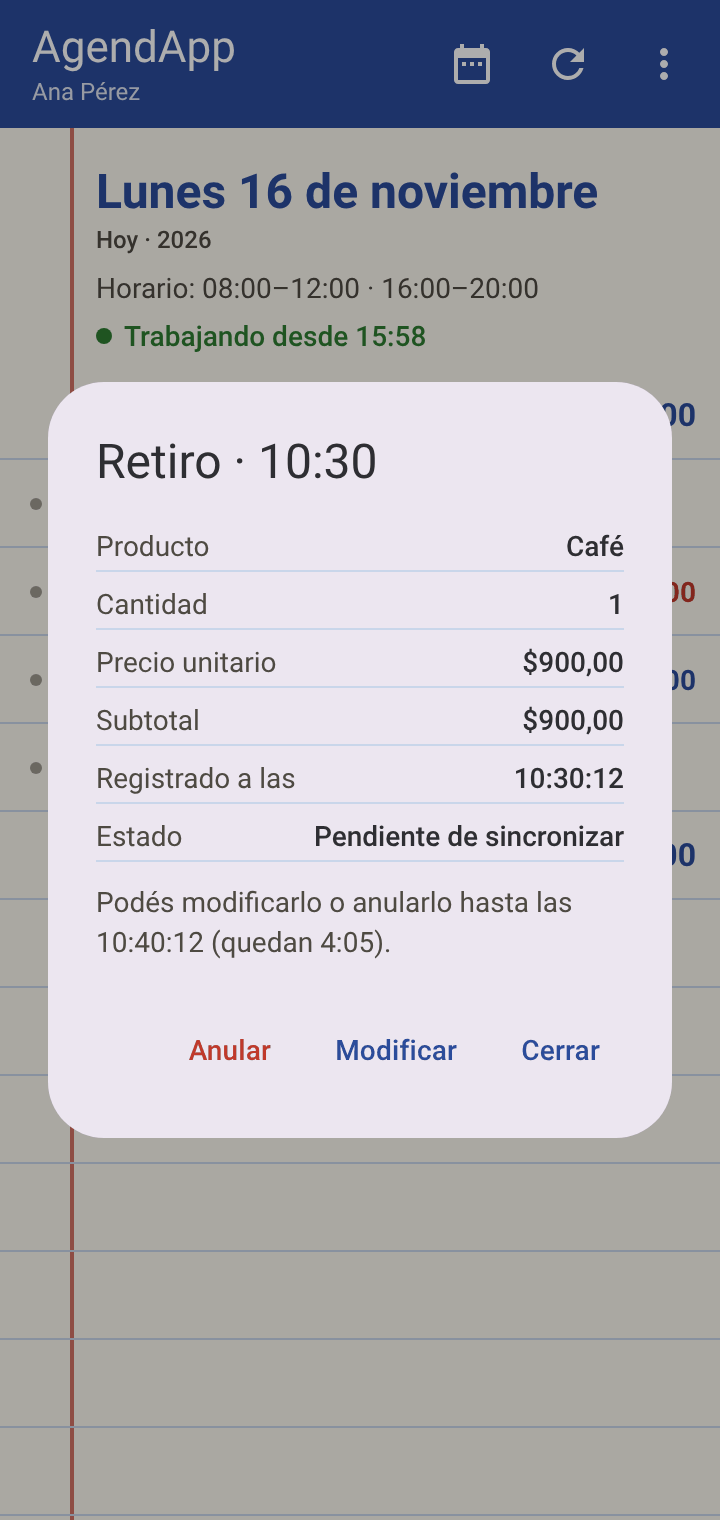 AgendApp
Ana Pérez
Lunes 16 de noviembre
Hoy · 2026
Horario: 08:00–12:00 · 16:00–20:00
Trabajando desde 15:58
Retiro · 10:30
Producto Café
Cantidad 1
Precio unitario $900,00
Subtotal $900,00
Registrado a las 10:30:12
Estado Pendiente de sincronizar
Podés modificarlo o anularlo hasta las
10:40:12 (quedan 4:05).
Anular Modificar Cerrar